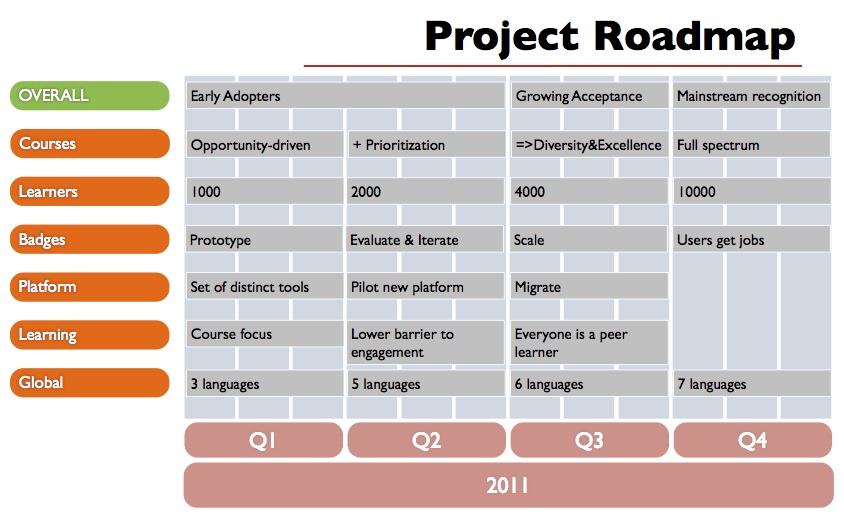 Project Roadmap
OVERALL Early Adopters Growing Acceptance Mainstream recognition
Courses Opportunity-driven + Prioritization =>Diversity&Excellence Full spectrum
Learners 1000 2000 4000 10000
Badges Prototype Evaluate & Iterate Scale Users get jobs
Platform Set of distinct tools Pilot new platform Migrate
Learning Course focus Lower barrier to engagement Everyone is a peer learner
Global 3 languages 5 languages 6 languages 7 languages
Q1 Q2 Q3 Q4
2011